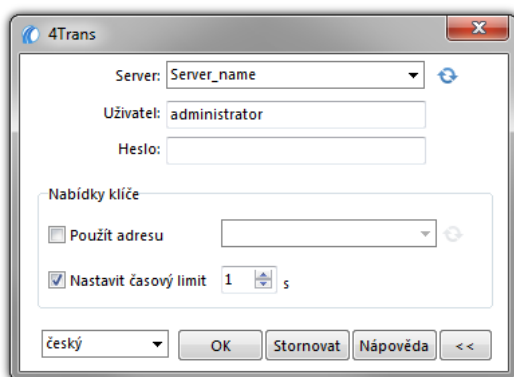 4Trans
Server: Server_name
Uživatel: administrator
Heslo:
Nabídky klíče
Použít adresu
Nastavit časový limit 1 s
český OK Stornovat Nápověda <<